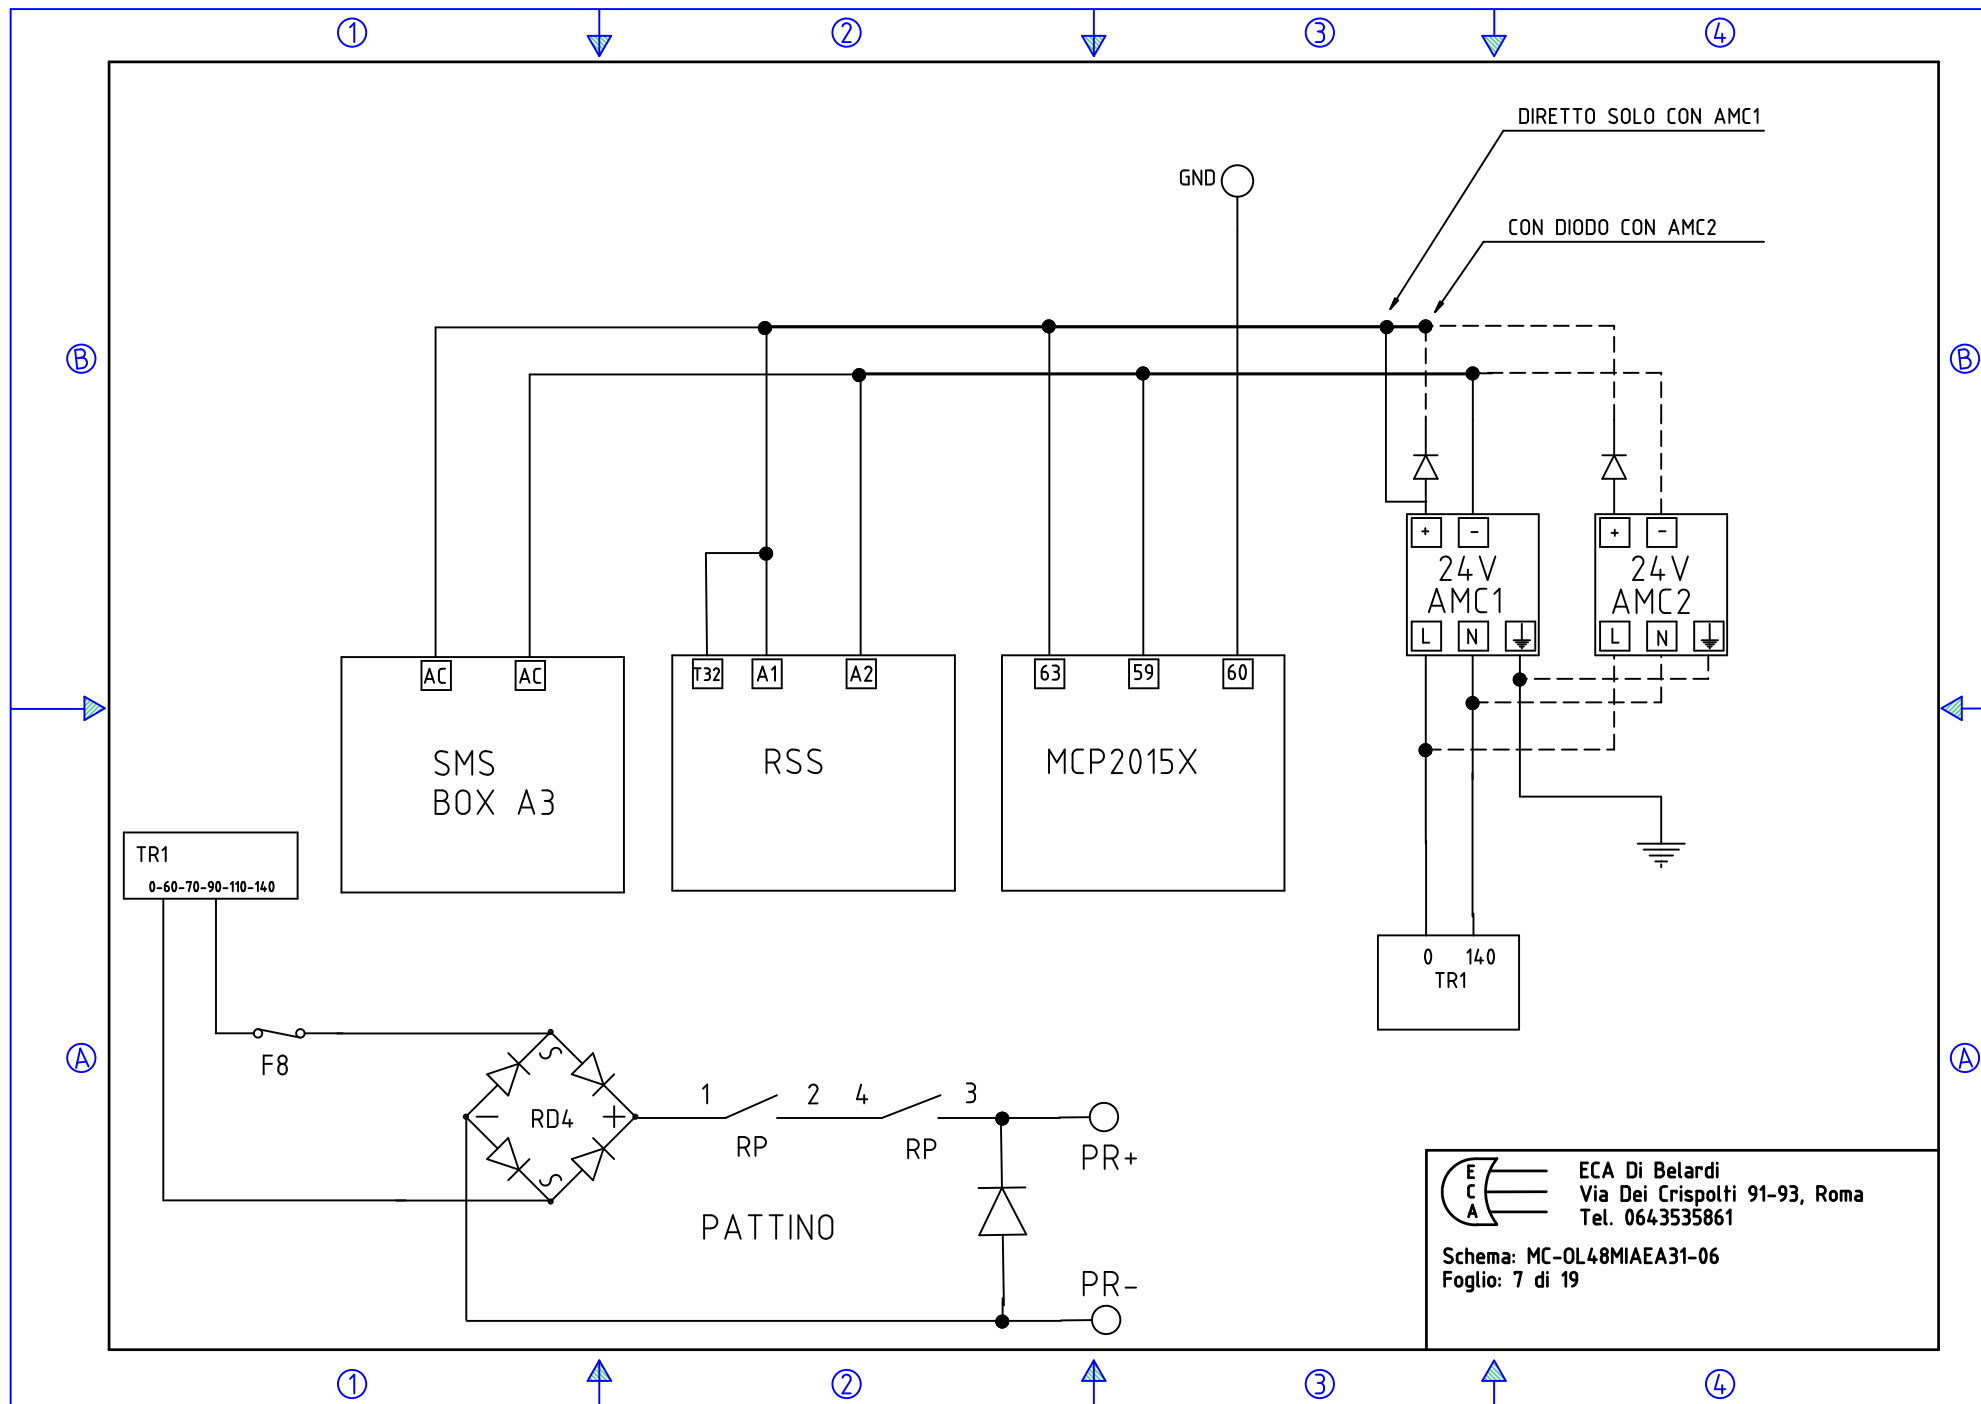 1 2 3 4
DIRETTO SOLO CON AMC1
GND
CON DIODO CON AMC2
B B
+ - + -
24V 24V
AMC1 AMC2
L N L N
AC AC T32 A1 A2 63 59 60
SMS
BOX A3
RSS
MCP2015X
TR1
0-60-70-90-110-140
0 140
TR1
F8
A A
S
- RD4 +
S
1 2 4 3
RP RP
PR+
PATTINO
PR-
E
C
A
ECA Di Belardi
Via Dei Crispolti 91-93, Roma
Tel. 0643535861
Schema: MC-OL48MIAEA31-06
Foglio: 7 di 19
1 2 3 4